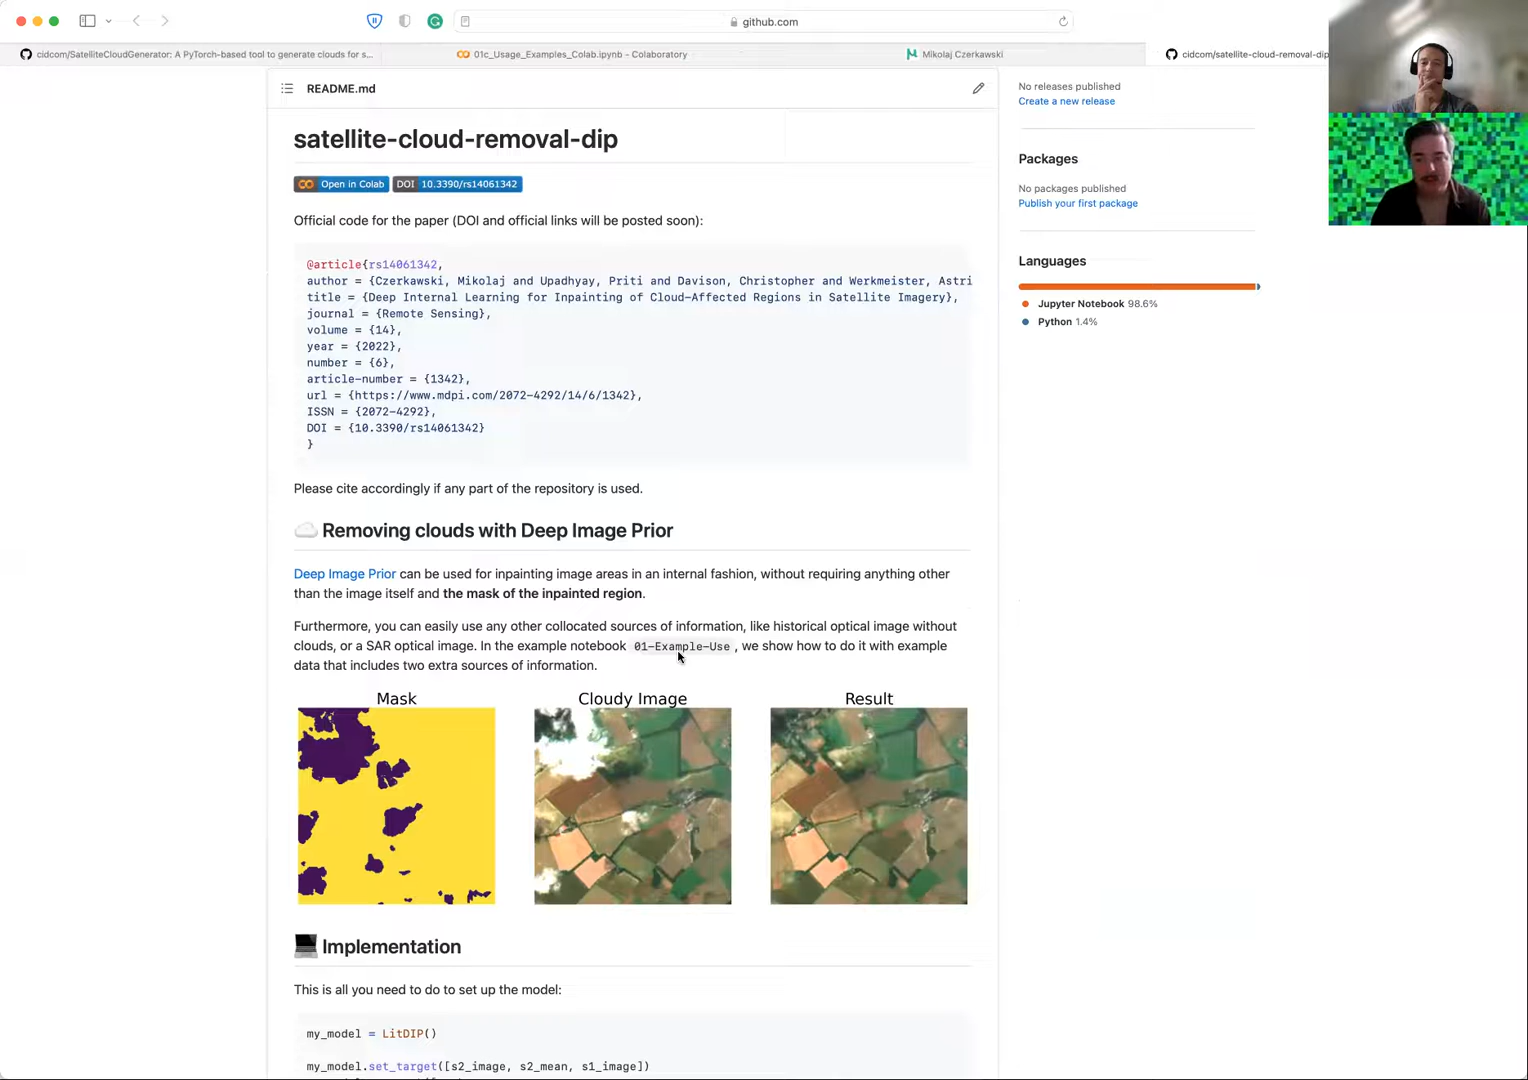 github.com
cidcom/SatelliteCloudGenerator: A PyTorch-based tool to generate clouds for s...
01c_Usage_Examples_Colab.ipynb - Colaboratory
Mikolaj Czerkawski
cidcom/satellite-cloud-removal-dip
README.md
satellite-cloud-removal-dip
Open in Colab DOI 10.3390/rs14061342
Official code for the paper (DOI and official links will be posted soon):
@article{rs14061342,
author = {Czerkawski, Mikolaj and Upadhyay, Priti and Davison, Christopher and Werkmeister, Astri
title = {Deep Internal Learning for Inpainting of Cloud-Affected Regions in Satellite Imagery},
journal = {Remote Sensing},
volume = {14},
year = {2022},
number = {6},
article-number = {1342},
url = {https://www.mdpi.com/2072-4292/14/6/1342},
ISSN = {2072-4292},
DOI = {10.3390/rs14061342}
}
Please cite accordingly if any part of the repository is used.
Removing clouds with Deep Image Prior
Deep Image Prior can be used for inpainting image areas in an internal fashion, without requiring anything other
than the image itself and the mask of the inpainted region.
Furthermore, you can easily use any other collocated sources of information, like historical optical image without
clouds, or a SAR optical image. In the example notebook 01-Example-Use , we show how to do it with example
data that includes two extra sources of information.
Mask
Cloudy Image
Result
Implementation
This is all you need to do to set up the model:
my_model = LitDIP()
my_model.set_target([s2_image, s2_mean, s1_image])
No releases published
Create a new release
Packages
No packages published
Publish your first package
Languages
Jupyter Notebook 98.6%
Python 1.4%